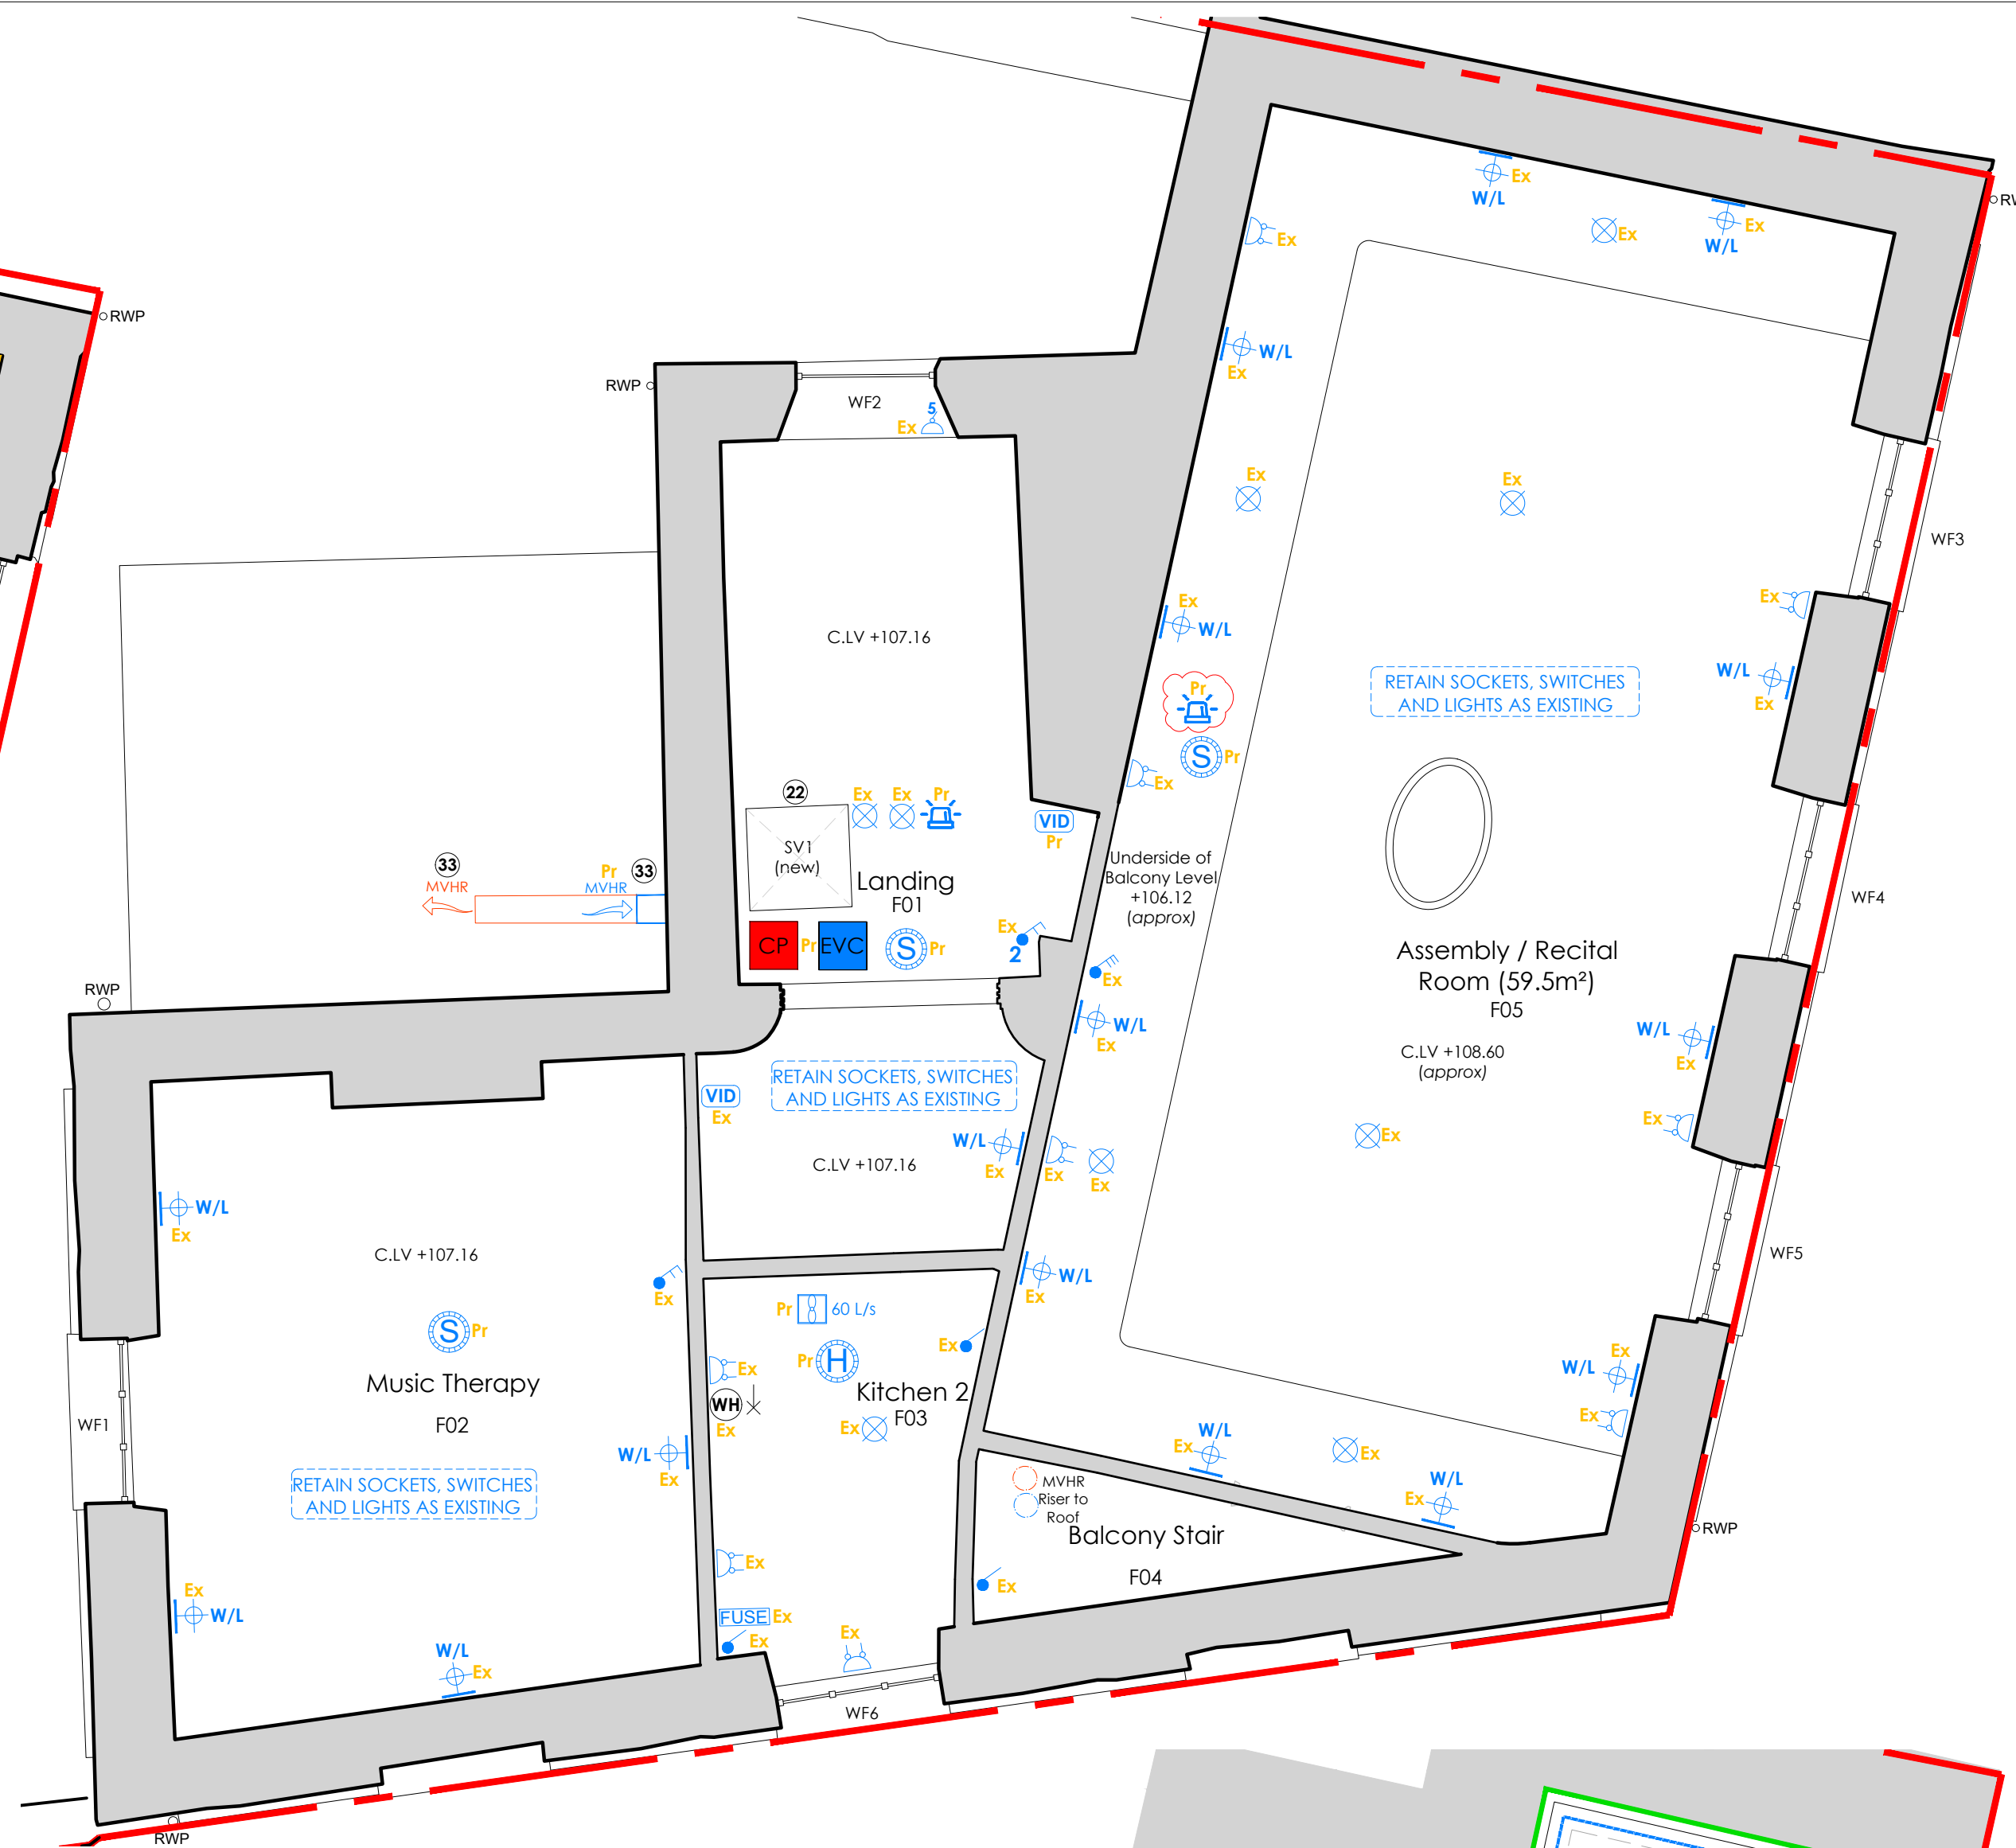 W/L Ex
W/L Ex
Ex
Ex
RW
RWP
W/L
Ex
RWP
WF2
5
Ex
Ex
Ex
WF3
Ex
W/L
Ex
C.LV +107.16
W/L
Ex
Pr
RETAIN SOCKETS, SWITCHES
AND LIGHTS AS EXISTING
S Pr
Ex
22
SV1
(new)
Ex Ex Pr
VID
Pr
33
MVHR
Pr 33
MVHR
Landing
F01
Underside of
Balcony Level
+106.12
(approx)
WF4
CP Pr EVC
S Pr
Ex
2
Ex
Assembly / Recital
Room (59.5m²)
F05
RWP
W/L
Ex
W/L
Ex
C.LV +108.60
(approx)
RETAIN SOCKETS, SWITCHES
AND LIGHTS AS EXISTING
VID
Ex
W/L
Ex
C.LV +107.16
Ex
Ex
Ex
Ex
W/L
Ex
C.LV +107.16
WF5
Ex
W/L
Ex
Pr 60 L/s
S Pr
Ex
Pr H
Music Therapy
F02
Ex
WH
Ex
Kitchen 2
F03
Ex
Ex
W/L
WF1
W/L
Ex
Ex
W/L
Ex
Ex
W/L
Ex
RETAIN SOCKETS, SWITCHES
AND LIGHTS AS EXISTING
MVHR
Riser to
Roof
Balcony Stair
F04
RWP
Ex
Ex
Ex
W/L
FUSE Ex
Ex
Ex
W/L
Ex
WF6
RWP